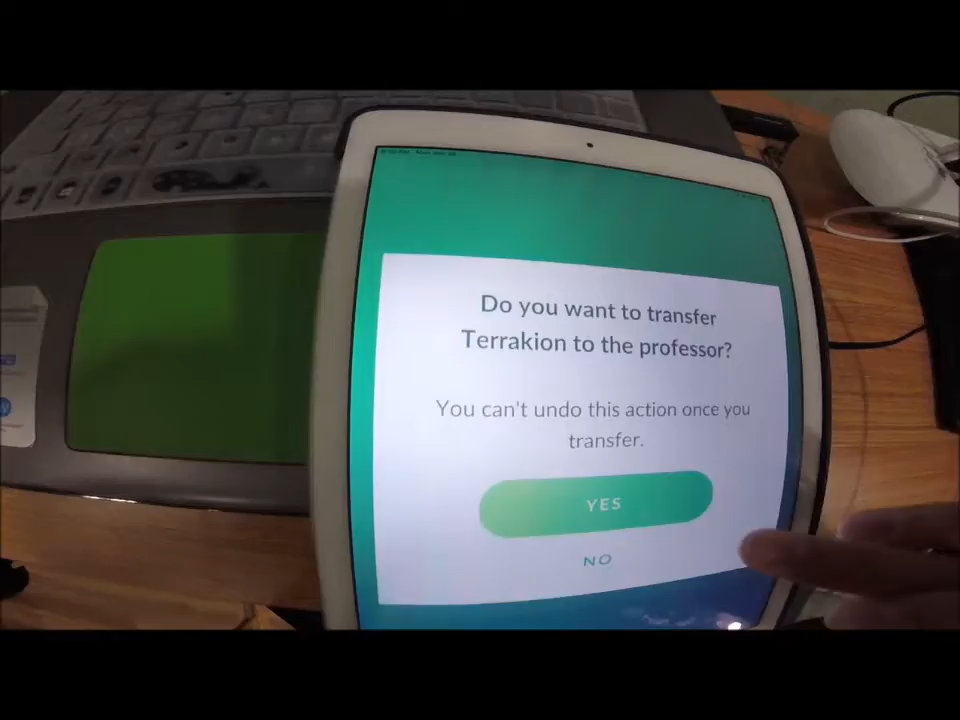 Do you want to transfer
Terrakion to the professor?
You can't undo this action once you
transfer.
YES
NO